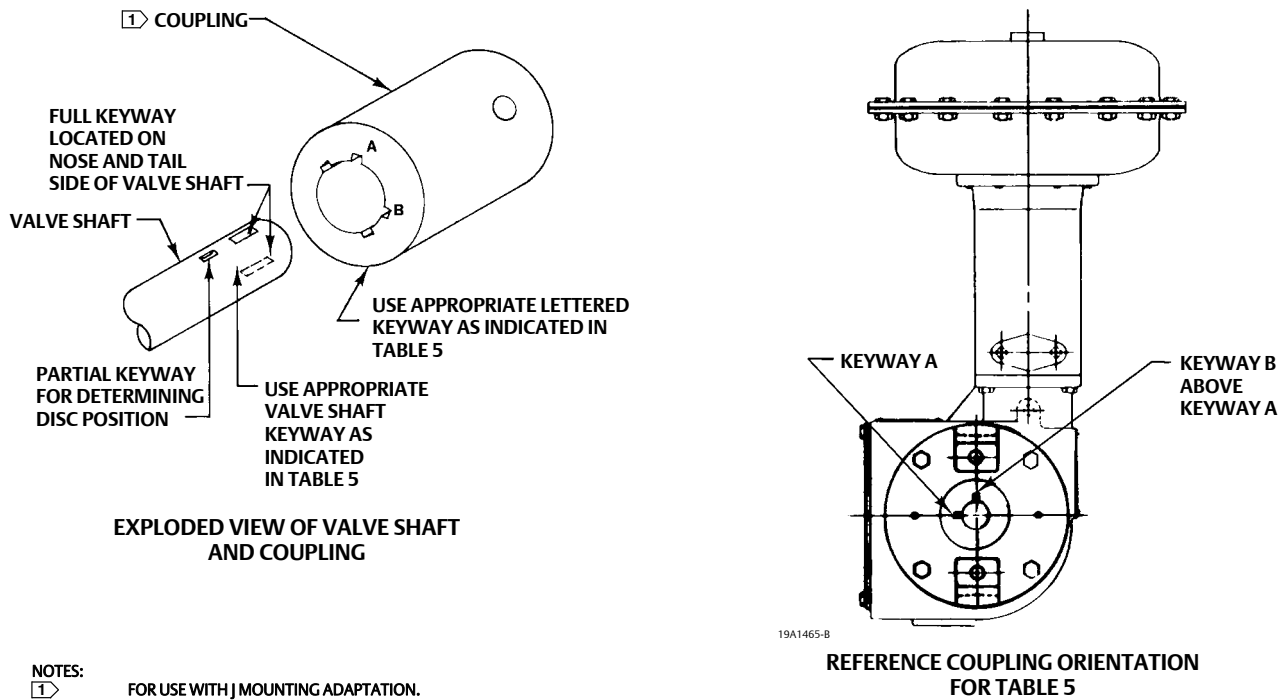 1 COUPLING
FULL KEYWAY
LOCATED ON
NOSE AND TAIL
SIDE OF VALVE SHAFT
VALVE SHAFT
A
B
USE APPROPRIATE LETTERED
KEYWAY AS INDICATED IN
TABLE 5
PARTIAL KEYWAY
FOR DETERMINING
DISC POSITION
USE APPROPRIATE
VALVE SHAFT
KEYWAY AS
INDICATED
IN TABLE 5
EXPLODED VIEW OF VALVE SHAFT
AND COUPLING
KEYWAY A
KEYWAY B
ABOVE
KEYWAY A
19A1465-B
REFERENCE COUPLING ORIENTATION
FOR TABLE 5
NOTES:
1 FOR USE WITH J MOUNTING ADAPTATION.